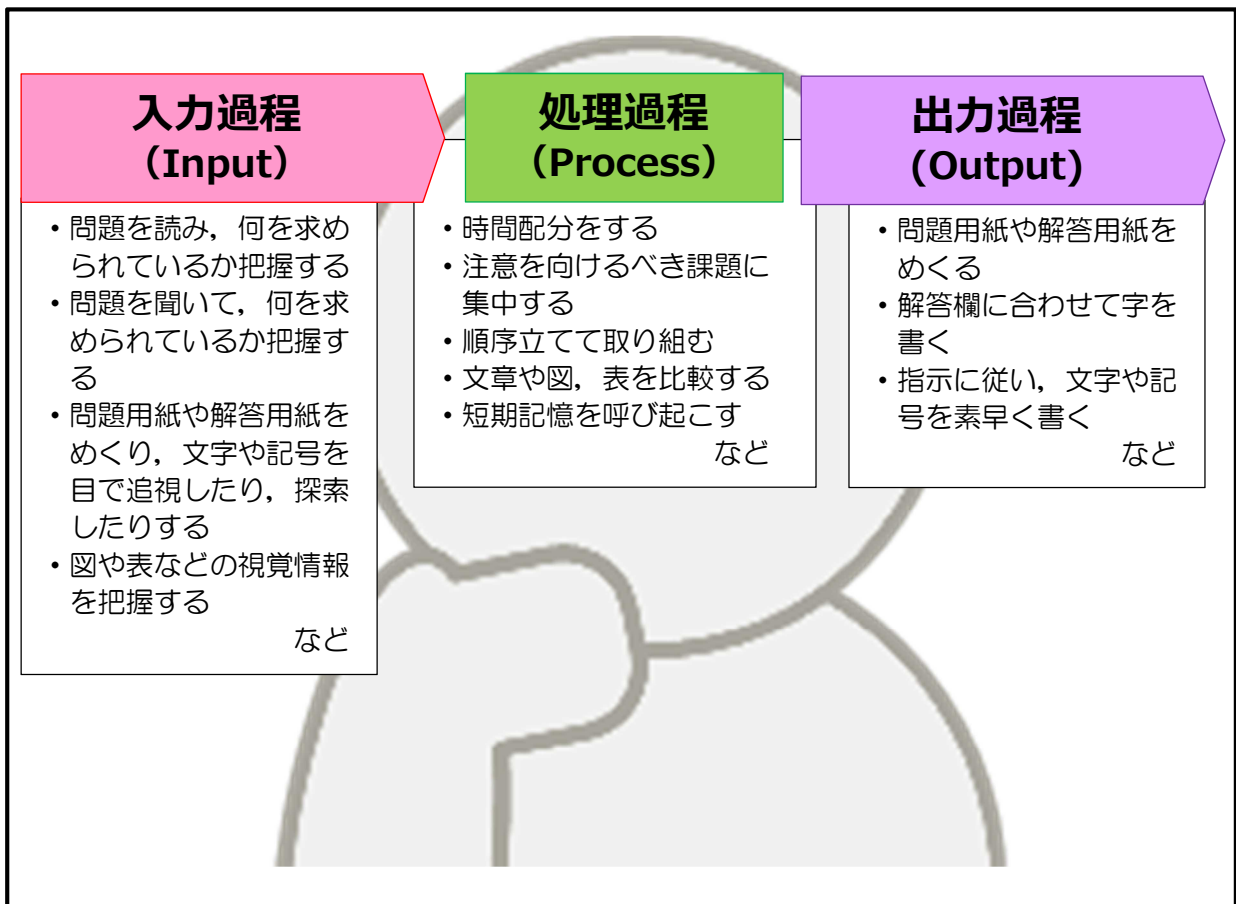 入力過程
（Input）
・問題を読み，何を求め
られているか把握する
・問題を聞いて，何を求
められているか把握す
る
・問題用紙や解答用紙を
めくり，文字や記号を
目で追視したり，探索
したりする
・図や表などの視覚情報
を把握する
など
処理過程
（Process）
・時間配分をする
・注意を向けるべき課題に
集中する
・順序立てて取り組む
・文章や図，表を比較する
・短期記憶を呼び起こす
など
出力過程
(Output)
・問題用紙や解答用紙を
めくる
・解答欄に合わせて字を
書く
・指示に従い，文字や記
号を素早く書く
など